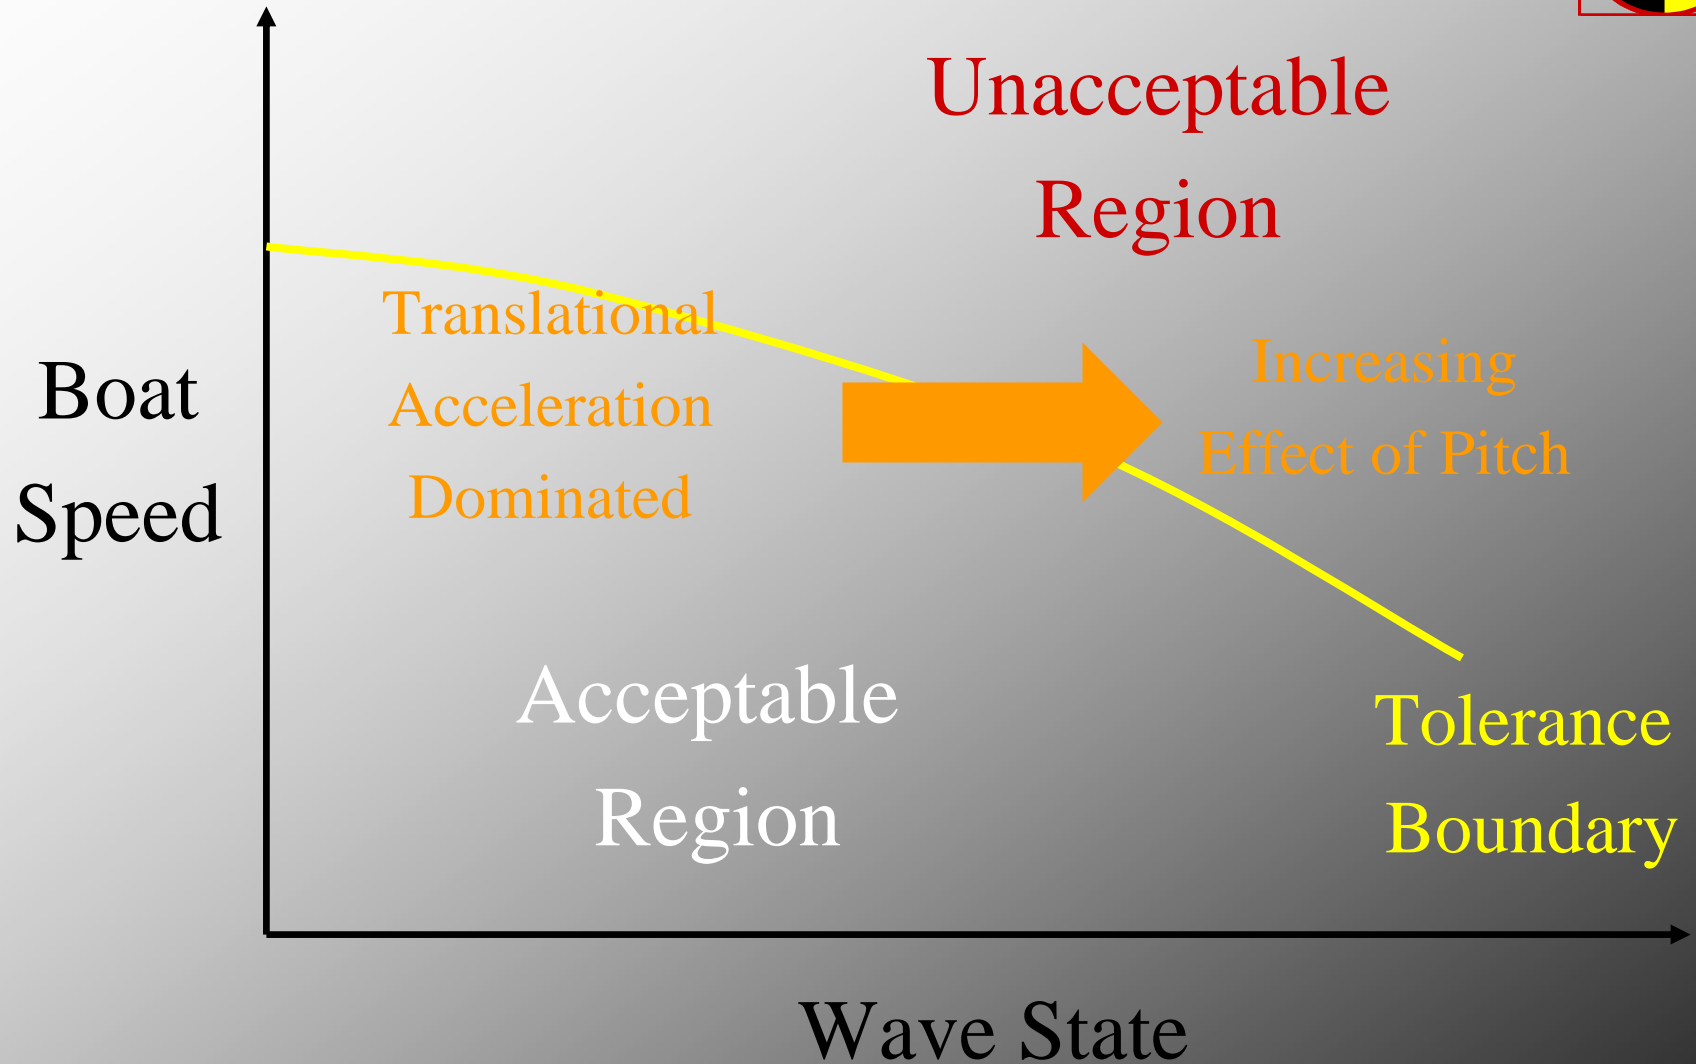 Unacceptable
Region
Translational
Acceleration
Dominated
Increasing
Effect of Pitch
Boat
Speed
Acceptable
Region
Tolerance
Boundary
Wave State